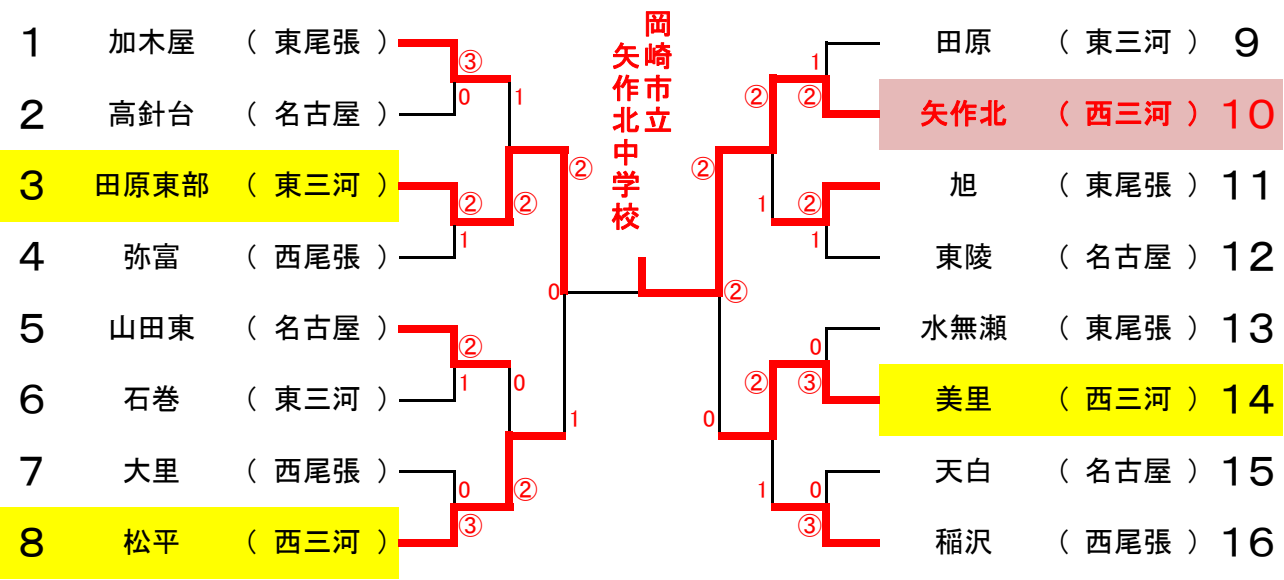 岡崎市立
矢作北中学校
1 加木屋 （ 東尾張 ）
③
0
1
2 高針台 （ 名古屋 ）
②
3 田原東部 （ 東三河 ）
②
②
1
4 弥富 （ 西尾張 ）
0
5 山田東 （ 名古屋 ）
②
1
0
6 石巻 （ 東三河 ）
1
7 大里 （ 西尾張 ）
0
②
③
8 松平 （ 西三河 ）
田原 （ 東三河 ） 9
1
②
②
矢作北 （ 西三河 ） 10
②
旭 （ 東尾張 ） 11
1
②
1
東陵 （ 名古屋 ） 12
②
水無瀬 （ 東尾張 ） 13
0
②
③
美里 （ 西三河 ） 14
0
天白 （ 名古屋 ） 15
1
0
③
稲沢 （ 西尾張 ） 16